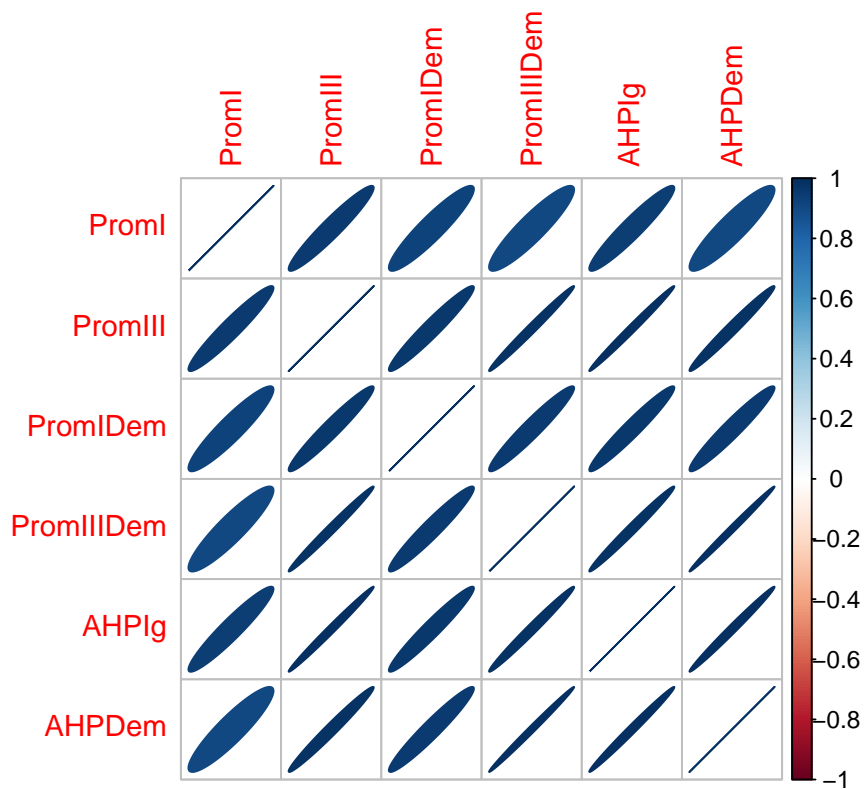 PromI
PromIII
PromIDem
PromIIIDem
AHPIg
AHPDem
PromI
PromIII
PromIDem
PromIIIDem
AHPIg
AHPDem
1
0.8
0.6
0.4
0.2
0
−0.2
−0.4
−0.6
−0.8
−1